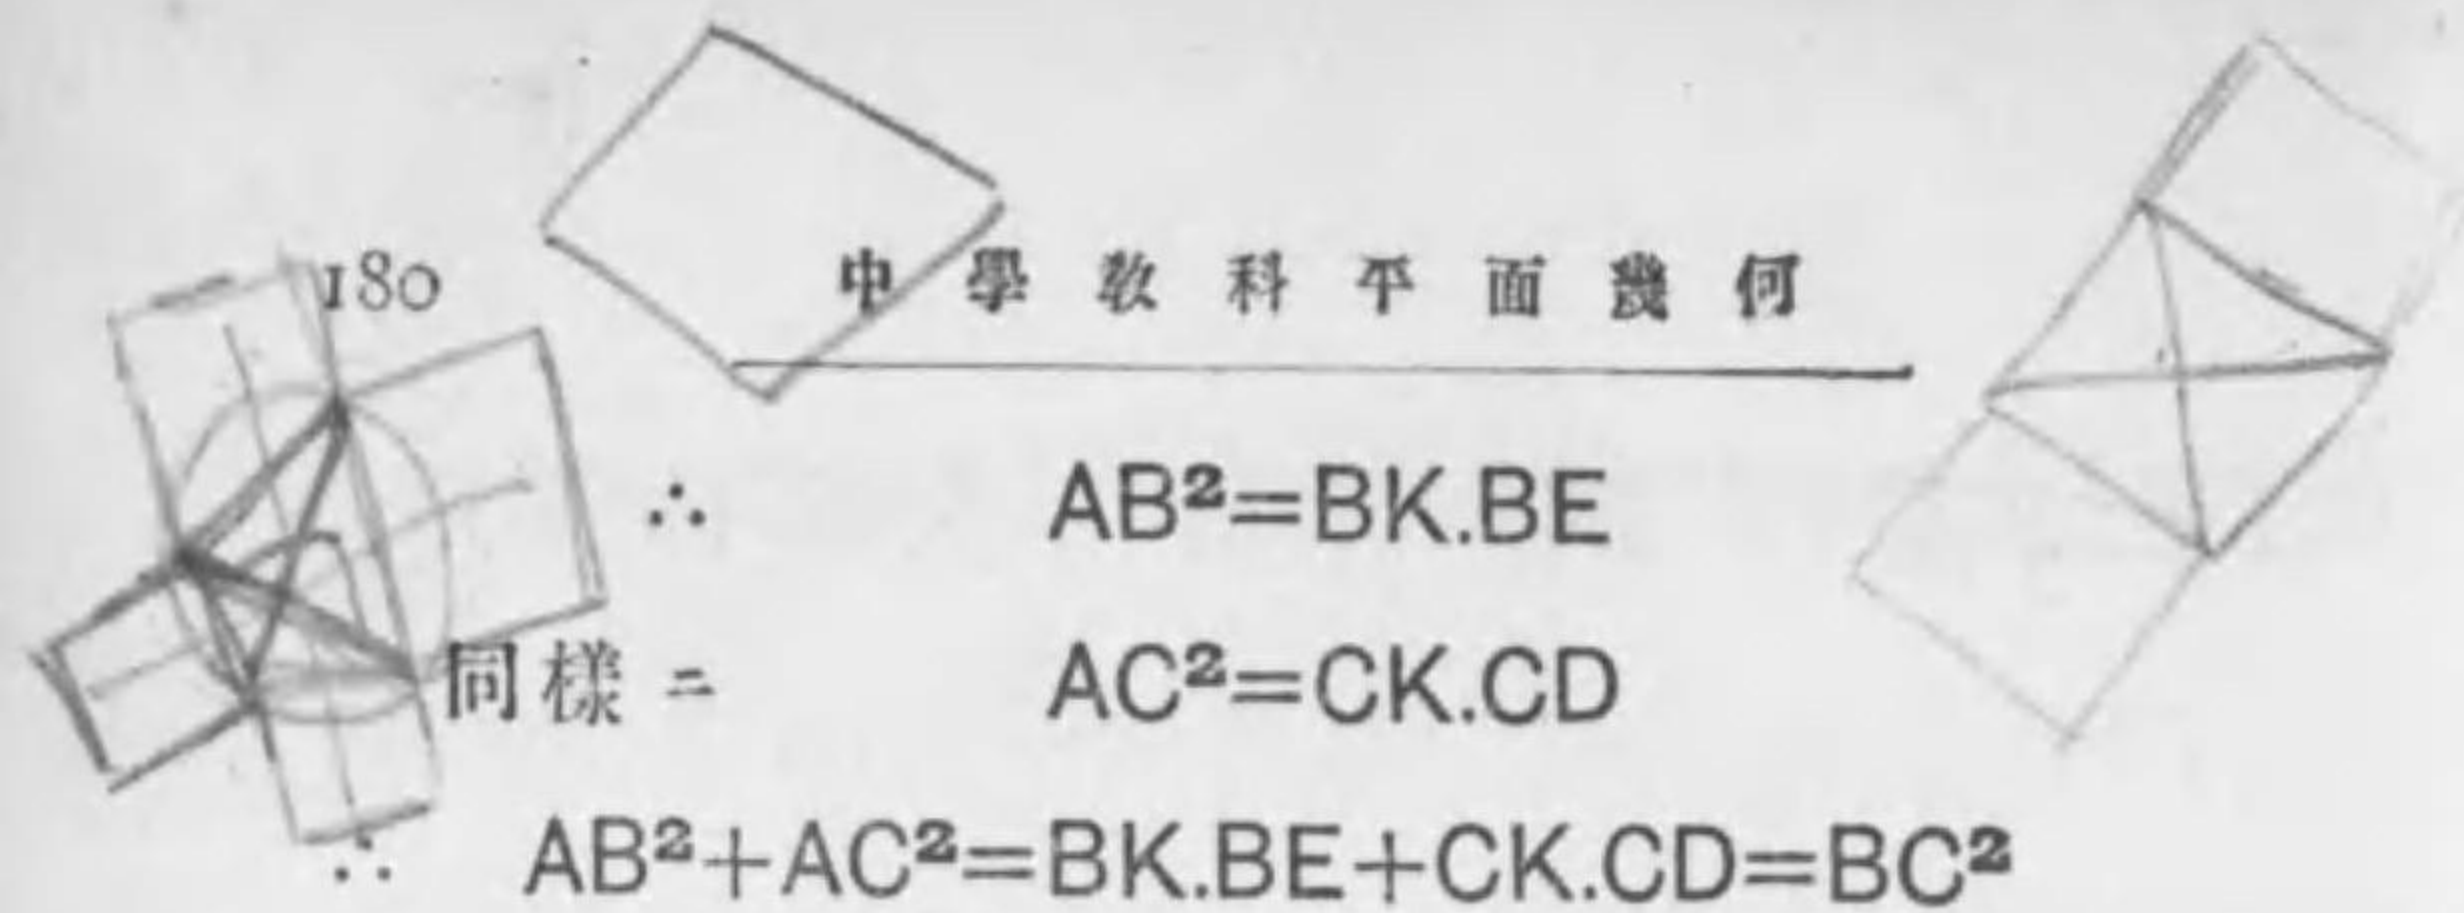 180 中學敎科平面幾何
∴ AB²=BK.BE
同樣ニ AC²=CK.CD
∴ AB²+AC²=BK.BE+CK.CD=BC²